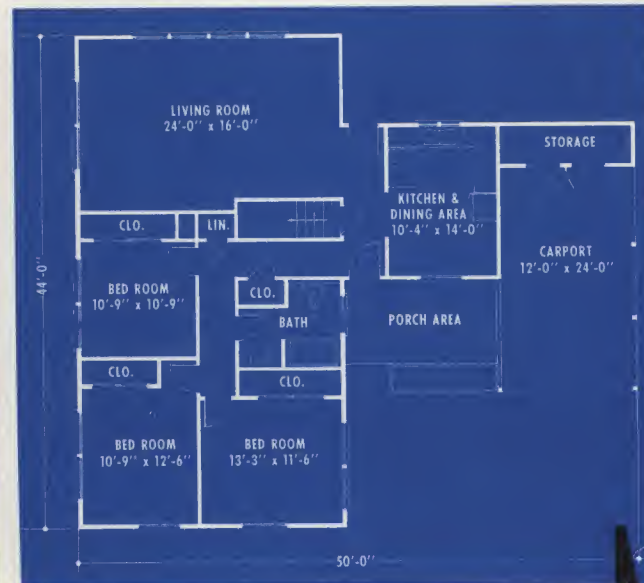 LIVING ROOM
24'-0" x 16'-0"
STORAGE
KITCHEN &
DINING AREA
10'-4" x 14'-0"
CARPORT
12'-0" x 24'-0"
CLO.
LIN.
44'-0"
BED ROOM
10'-9" x 10'-9"
CLO.
BATH
PORCH AREA
CLO.
CLO.
BED ROOM
10'-9" x 12'-6"
BED ROOM
13'-3" x 11'-6"
50'-0"